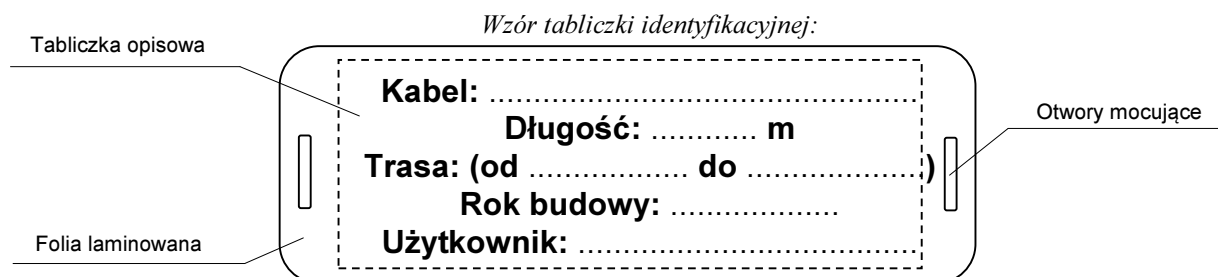 Wzór tabliczki identyfikacyjnej:
Tabliczka opisowa
Kabel: ................................................
Długość: ............ m
Otwory mocujące
Trasa: (od .................. do ....................)
Rok budowy: ...................
Folia laminowana
Użytkownik: ......................................